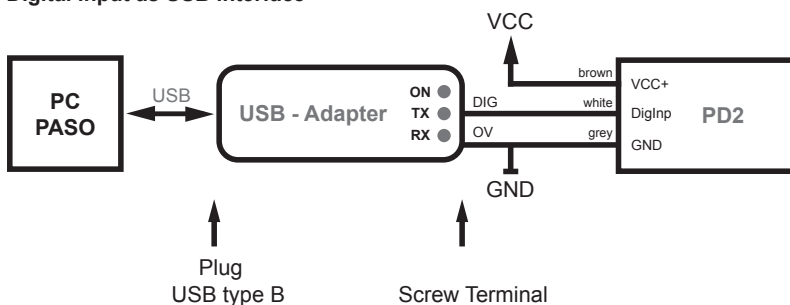 Digital Input as USB Interface
VCC
PC
PASO
USB
USB - Adapter
ON
TX
RX
DIG
OV
brown
white
grey
VCC+
DigInp
GND
PD2
GND
Plug
USB type B
Screw Terminal